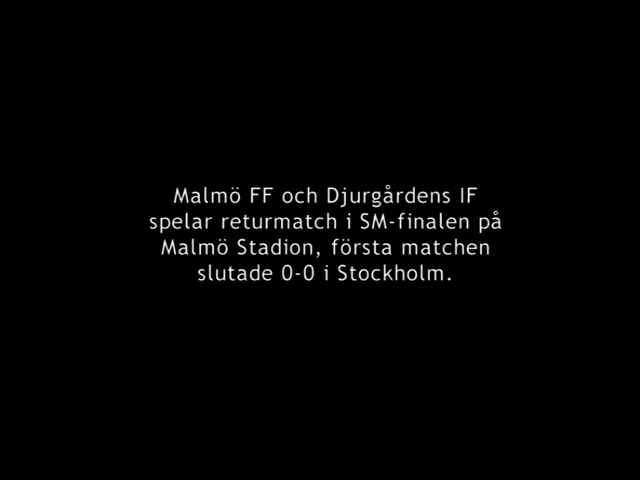 Malmö FF och Djurgårdens IF
spelar returmatch i SM-finalen på
Malmö Stadion, första matchen
slutade 0-0 i Stockholm.